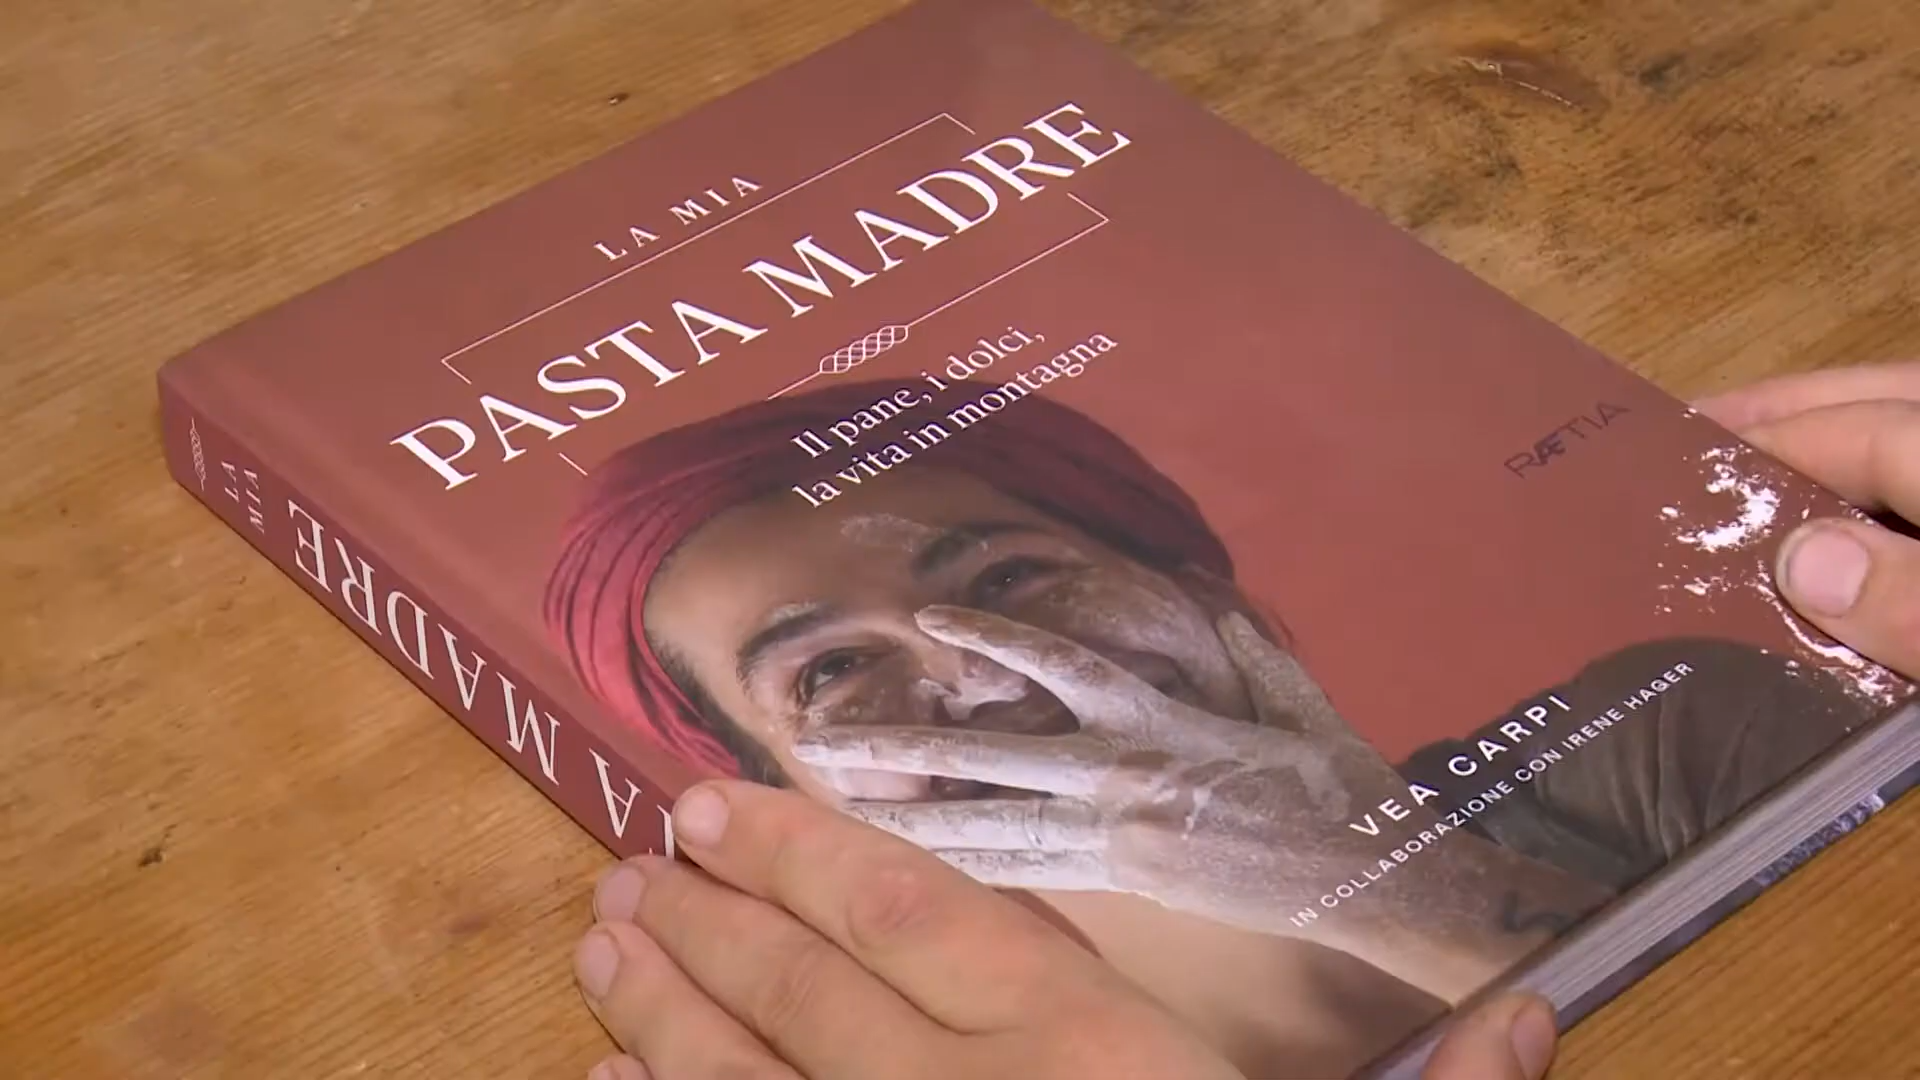 LA MIA
PASTA MADRE
Il pane, i dolci,
la vita in montagna
RÆTIA
VEA CARPI
IN COLLABORAZIONE CON IRENE HAGER
LA
MIA
MADRE